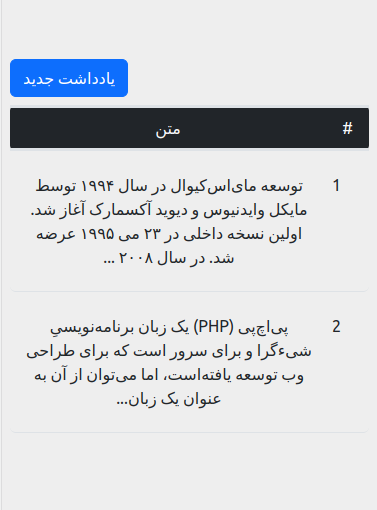 یادداشت جدید
# متن
1 توسعه مای‌اس‌کیوال در سال ۱۹۹۴ توسط
مایکل وایدنیوس و دیوید آکسمارک آغاز شد.
اولین نسخه داخلی در ۲۳ می ۱۹۹۵ عرضه
شد. در سال ۲۰۰۸ ...
2 پی‌اچ‌پی (PHP) یک زبان برنامه‌نویسیِ
شیءگرا و برای سرور است که برای طراحی
وب توسعه یافته‌است، اما می‌توان از آن به
عنوان یک زبان...